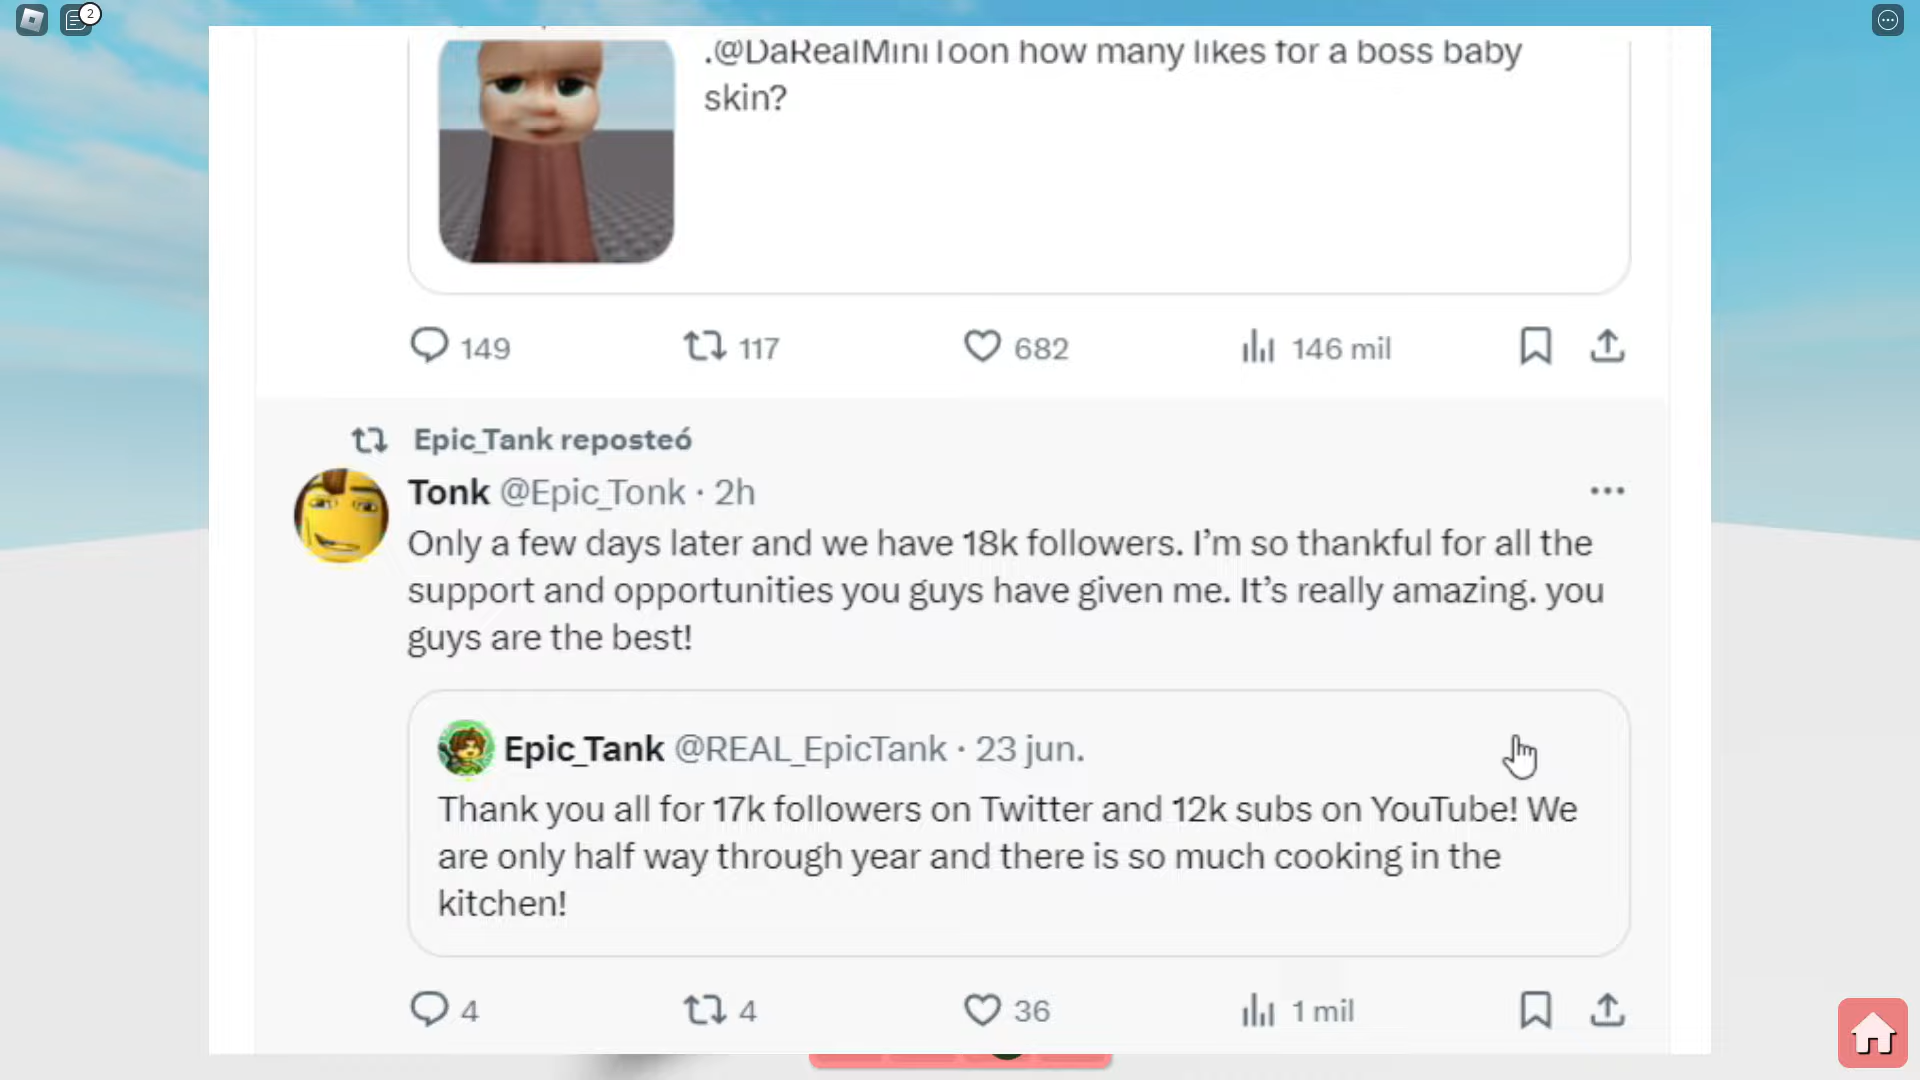 2
.@DaRealMiniToon how many likes for a boss baby
skin?
149 117 682 146 mil
Epic_Tank reposteó
Tonk @Epic_Tonk · 2h
Only a few days later and we have 18k followers. I’m so thankful for all the
support and opportunities you guys have given me. It’s really amazing. you
guys are the best!
Epic_Tank @REAL_EpicTank · 23 jun.
Thank you all for 17k followers on Twitter and 12k subs on YouTube! We
are only half way through year and there is so much cooking in the
kitchen!
4 4 36 1 mil